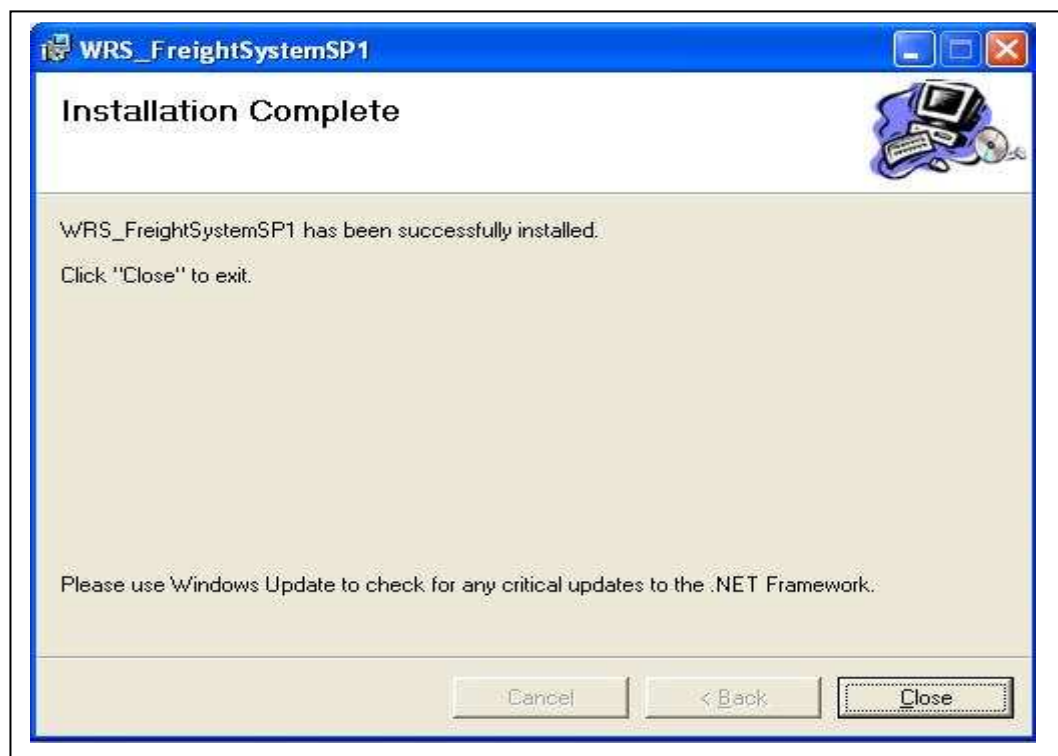 WRS_FreightSystemSP1
Installation Complete
WRS_FreightSystemSP1 has been successfully installed.
Click "Close" to exit.
Please use Windows Update to check for any critical updates to the .NET Framework.
Cancel < Back Close